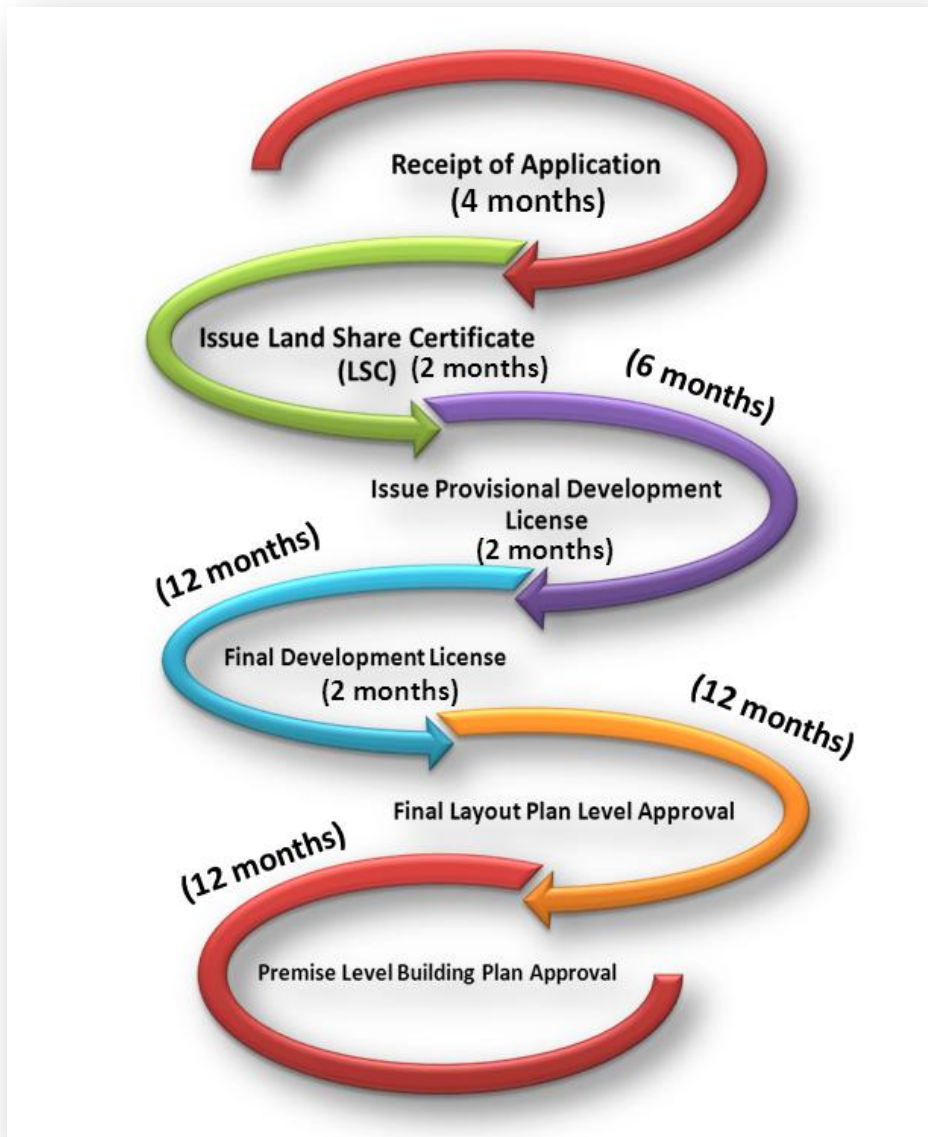 Receipt of Application
(4 months)
Issue Land Share Certificate
(LSC) (2 months)
(6 months)
Issue Provisional Development
License
(2 months)
(12 months)
Final Development License
(2 months)
(12 months)
Final Layout Plan Level Approval
(12 months)
Premise Level Building Plan Approval